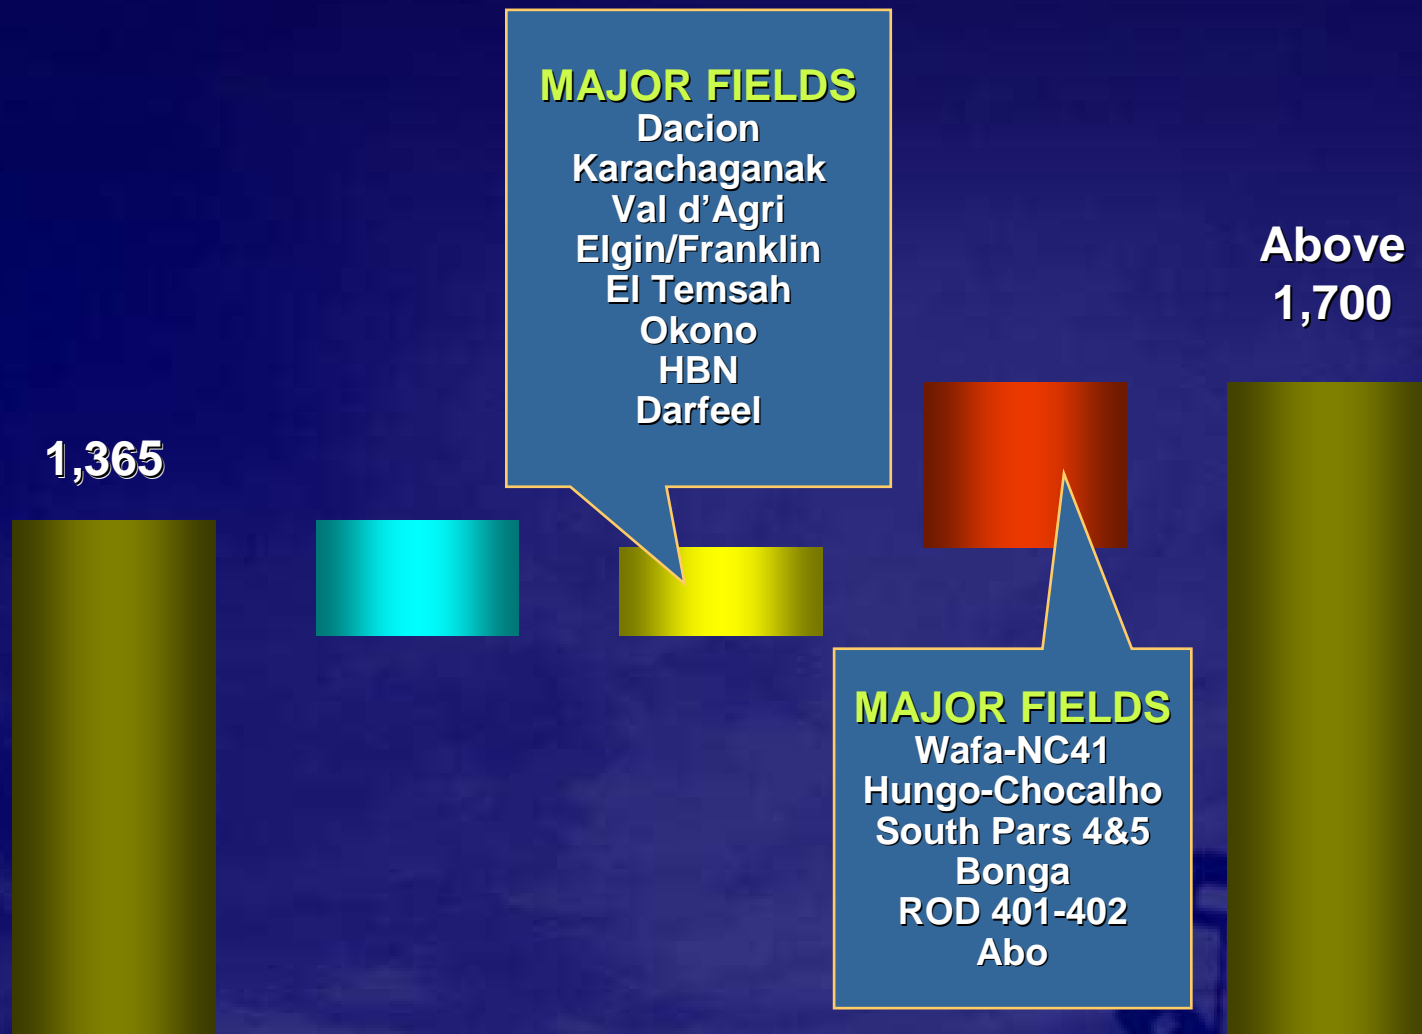 MAJOR FIELDS
Dacion
Karachaganak
Val d’Agri
Elgin/Franklin
El Temsah
Okono
HBN
Darfeel
Above
1,700
1,365
MAJOR FIELDS
Wafa-NC41
Hungo-Chocalho
South Pars 4&5
Bonga
ROD 401-402
Abo